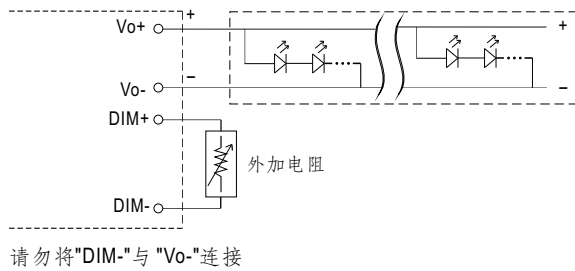 Vo+
+
+
Vo-
−
−
DIM+
外加电阻
DIM-
请勿将"DIM-"与 "Vo-"连接